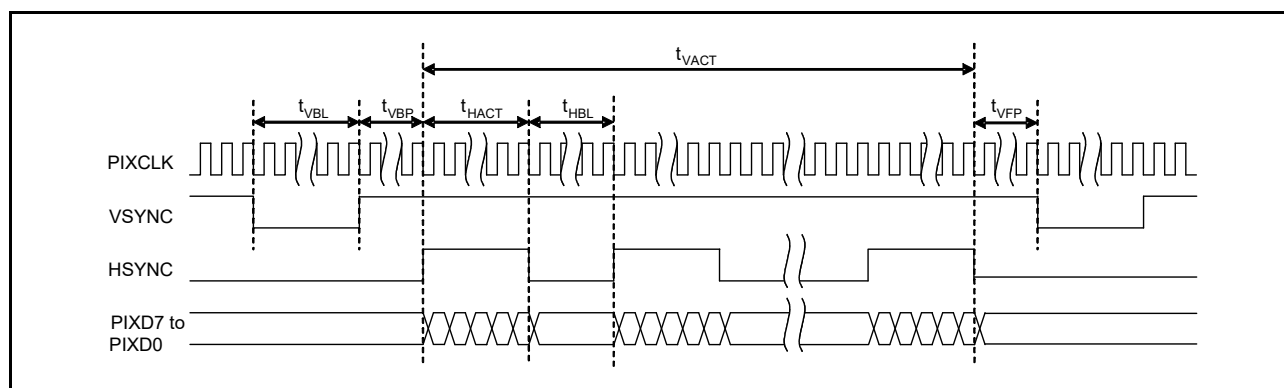 tVACT
tVBL tVBP tHACT tHBL tVFP
PIXCLK
VSYNC
HSYNC
PIXD7 to
PIXD0